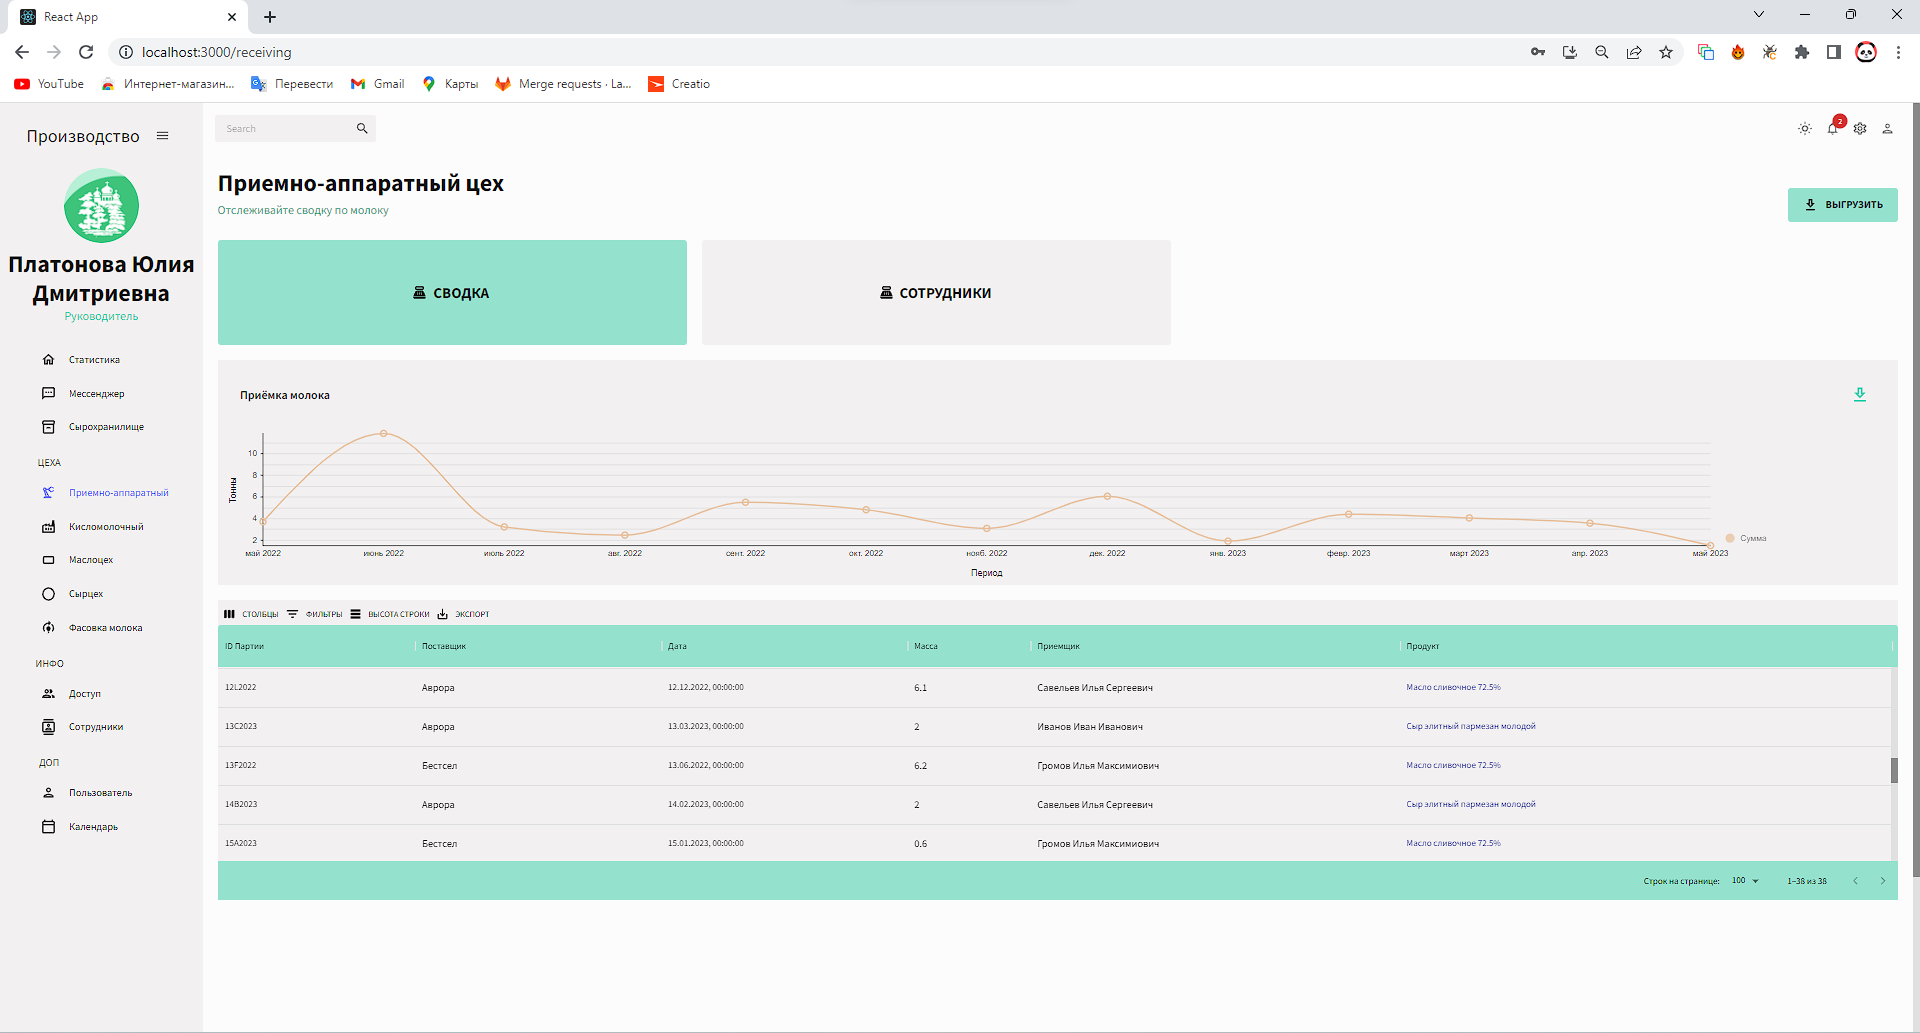 React App
localhost:3000/receiving
YouTube
Интернет-магазин...
Перевести
Gmail
Карты
Merge requests · La...
Creatio
Производство
Search
2
Платонова Юлия
Дмитриевна
Руководитель
Статистика
Мессенджер
Сырохранилище
ЦЕХА
Приемно-аппаратный
Кисломолочный
Маслоцех
Сырцех
Фасовка молока
ИНФО
Доступ
Сотрудники
ДОП
Пользователь
Календарь
Приемно-аппаратный цех
Отслеживайте сводку по молоку
ВЫГРУЗИТЬ
СВОДКА
СОТРУДНИКИ
Приёмка молока
Тонны
10
8
6
4
2
май 2022 июнь 2022 июль 2022 авг. 2022 сент. 2022 окт. 2022 нояб. 2022 дек. 2022 янв. 2023 февр. 2023 март 2023 апр. 2023 май 2023
Период
Сумма
СТОЛБЦЫ ФИЛЬТРЫ ВЫСОТА СТРОКИ ЭКСПОРТ
ID Партии Поставщик Дата Масса Приемщик Продукт
12L2022 Аврора 12.12.2022, 00:00:00 6.1 Савельев Илья Сергеевич Масло сливочное 72.5%
13C2023 Аврора 13.03.2023, 00:00:00 2 Иванов Иван Иванович Сыр элитный пармезан молодой
13F2022 Бестсел 13.06.2022, 00:00:00 6.2 Громов Илья Максимиович Масло сливочное 72.5%
14B2023 Аврора 14.02.2023, 00:00:00 2 Савельев Илья Сергеевич Сыр элитный пармезан молодой
15A2023 Бестсел 15.01.2023, 00:00:00 0.6 Громов Илья Максимиович Масло сливочное 72.5%
Строк на странице: 100 1–38 из 38